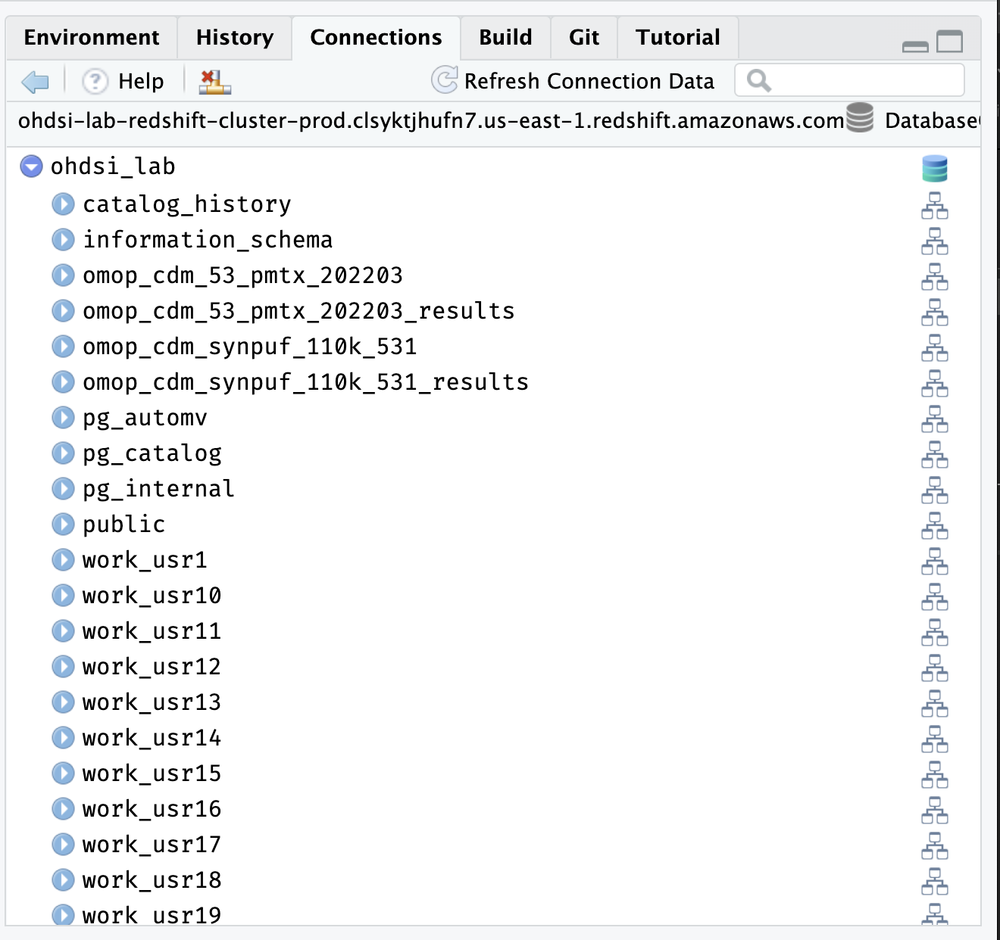 Environment History Connections Build Git Tutorial
Help Refresh Connection Data
ohdsi-lab-redshift-cluster-prod.clsyktjhufn7.us-east-1.redshift.amazonaws.com Database
ohdsi_lab
catalog_history
information_schema
omop_cdm_53_pmtx_202203
omop_cdm_53_pmtx_202203_results
omop_cdm_synpuf_110k_531
omop_cdm_synpuf_110k_531_results
pg_automv
pg_catalog
pg_internal
public
work_usr1
work_usr10
work_usr11
work_usr12
work_usr13
work_usr14
work_usr15
work_usr16
work_usr17
work_usr18
work_usr19